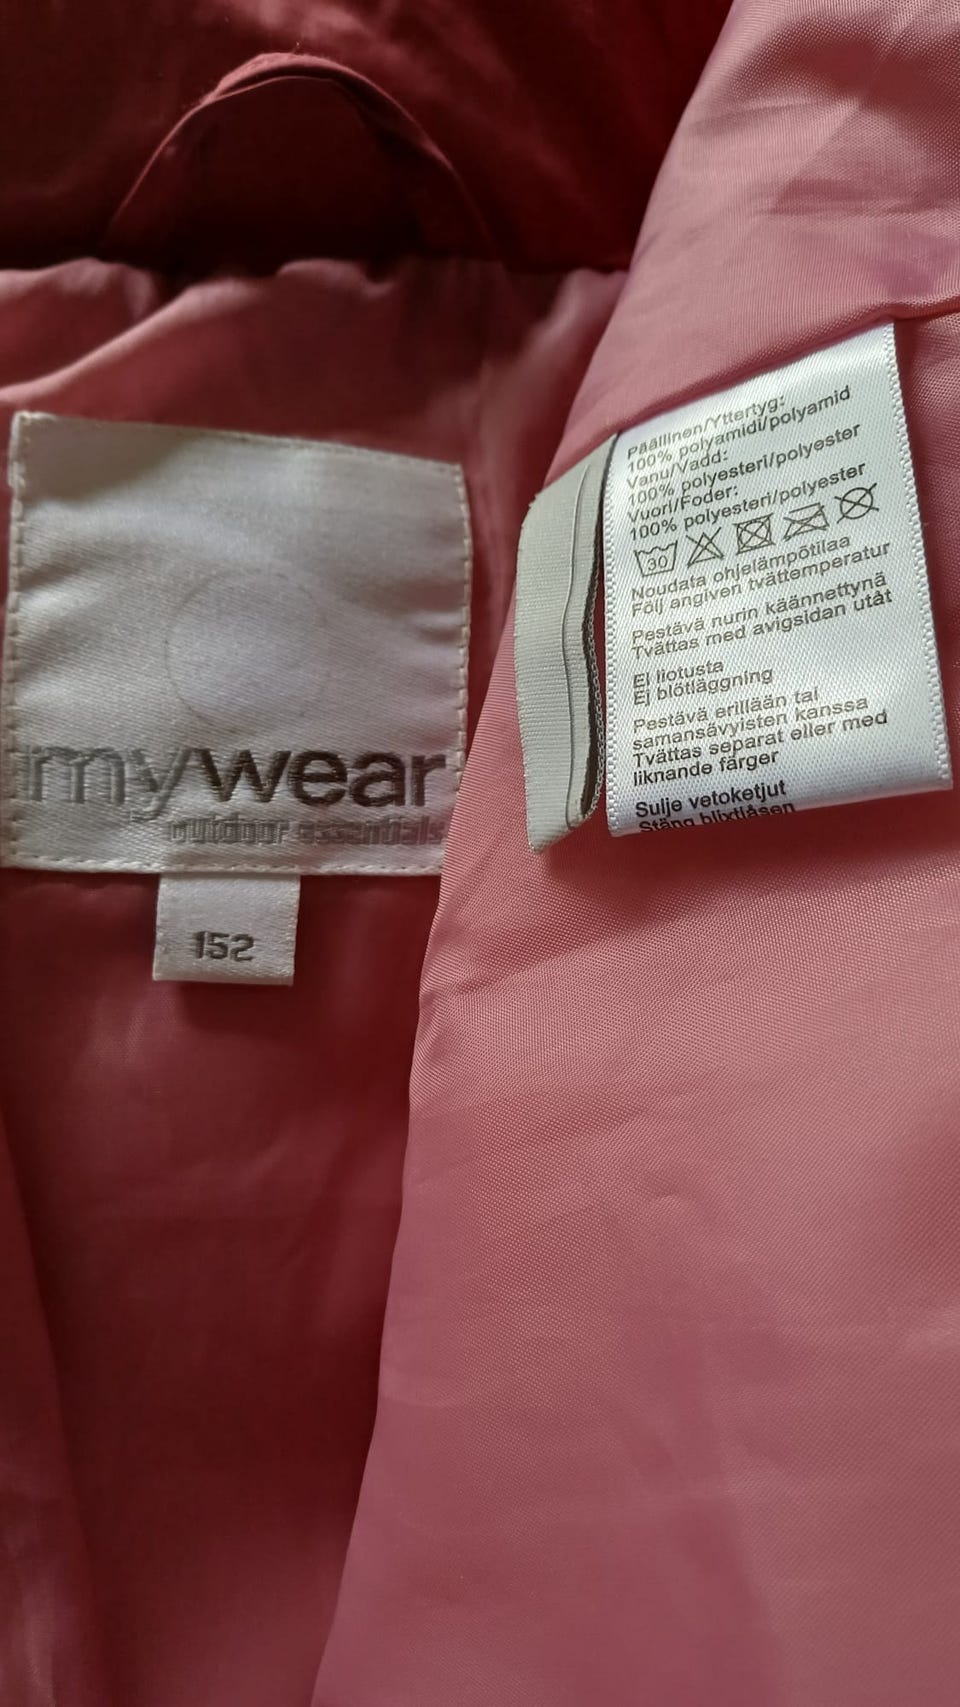 mywear
outdoor essentials
152
Päällinen/Yttertyg:
100% polyamidi/polyamid
Vanu/Vadd:
100% polyesteri/polyester
Vuori/Foder:
100% polyesteri/polyester
30
Noudata ohjelämpötilaa
Följ angiven tvättemperatur
Pestävä nurin käännettynä
Tvättas med avigsidan utåt
Ei liotusta
Ej blötläggning
Pestävä erillään tai
samansävyisten kanssa
Tvättas separat eller med
liknande färger
Sulje vetoketjut
Stäng blixtlåsen